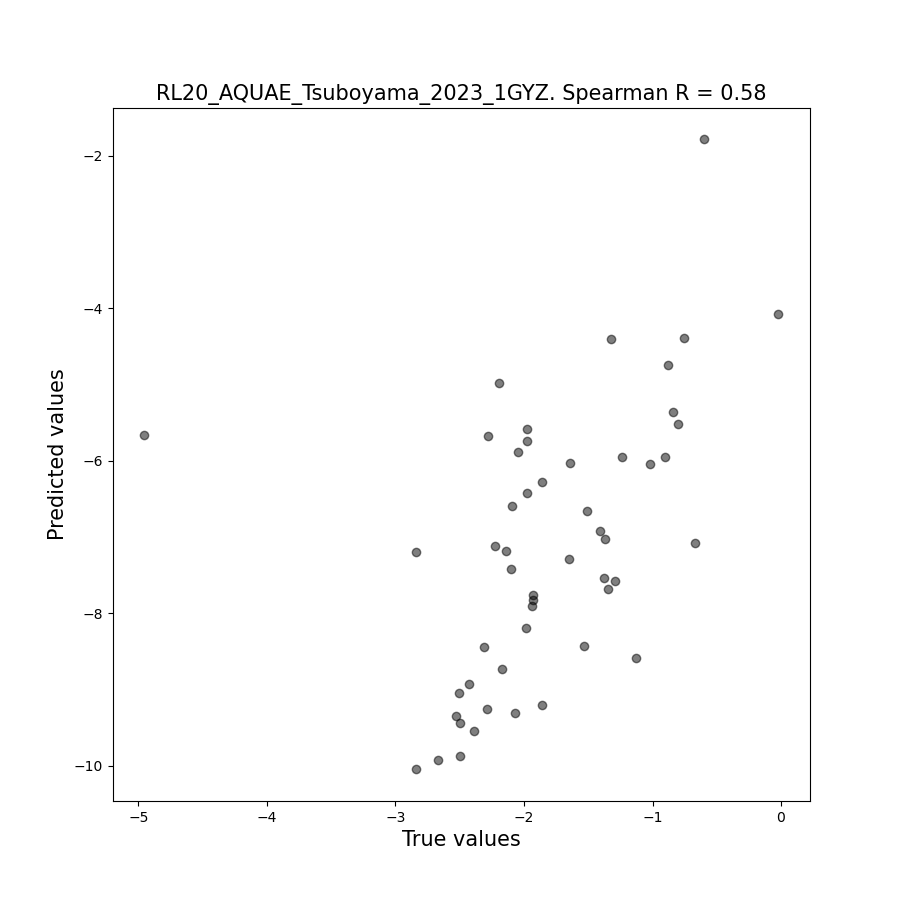 RL20_AQUAE_Tsuboyama_2023_1GYZ. Spearman R = 0.58
Predicted values
−2
−4
−6
−8
−10
−5 −4 −3 −2 −1 0
True values